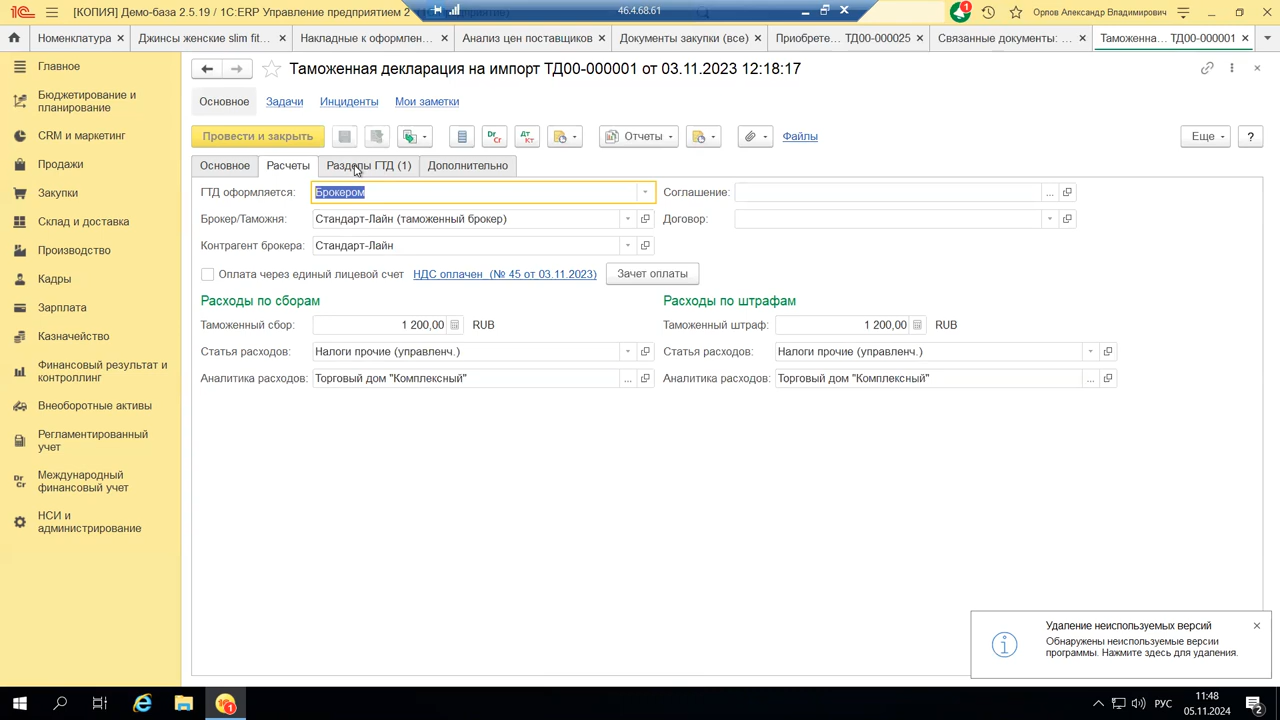 [КОПИЯ] Демо-база 2.5.19 / 1С:ERP Управление предприятием 2
46.4.68.61
1
Орлов Александр Владимирович
Номенклатура
Джинсы женские slim fit...
Накладные к оформлен...
Анализ цен поставщиков
Документы закупки (все)
Приобрете... ТД00-000025
Связанные документы: ...
Таможенна... ТД00-000001
Главное
Бюджетирование и
планирование
CRM и маркетинг
Продажи
Закупки
Склад и доставка
Производство
Кадры
Зарплата
Казначейство
Финансовый результат и
контроллинг
Внеоборотные активы
Регламентированный
учет
Международный
финансовый учет
НСИ и
администрирование
Таможенная декларация на импорт ТД00-000001 от 03.11.2023 12:18:17
Основное Задачи Инциденты Мои заметки
Провести и закрыть Dr Cr Дт Кт Отчеты Файлы Еще ?
Основное Расчеты Разделы ГТД (1) Дополнительно
ГТД оформляется: Брокером Соглашение:
Брокер/Таможня: Стандарт-Лайн (таможенный брокер) Договор:
Контрагент брокера: Стандарт-Лайн
Оплата через единый лицевой счет НДС оплачен (№ 45 от 03.11.2023) Зачет оплаты
Расходы по сборам Расходы по штрафам
Таможенный сбор: 1 200,00 RUB Таможенный штраф: 1 200,00 RUB
Статья расходов: Налоги прочие (управленч.) Статья расходов: Налоги прочие (управленч.)
Аналитика расходов: Торговый дом "Комплексный" Аналитика расходов: Торговый дом "Комплексный"
Удаление неиспользуемых версий
Обнаружены неиспользуемые версии
программы. Нажмите здесь для удаления.
1
РУС
11:48
05.11.2024
2